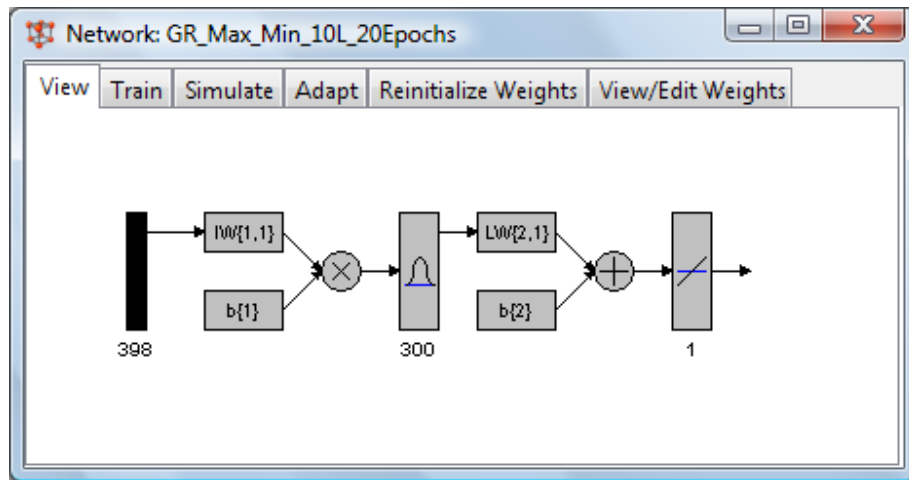 Network: GR_Max_Min_10L_20Epochs
View Train Simulate Adapt Reinitialize Weights View/Edit Weights
IW{1,1} LW{2,1}
b{1} b{2}
398 300 1